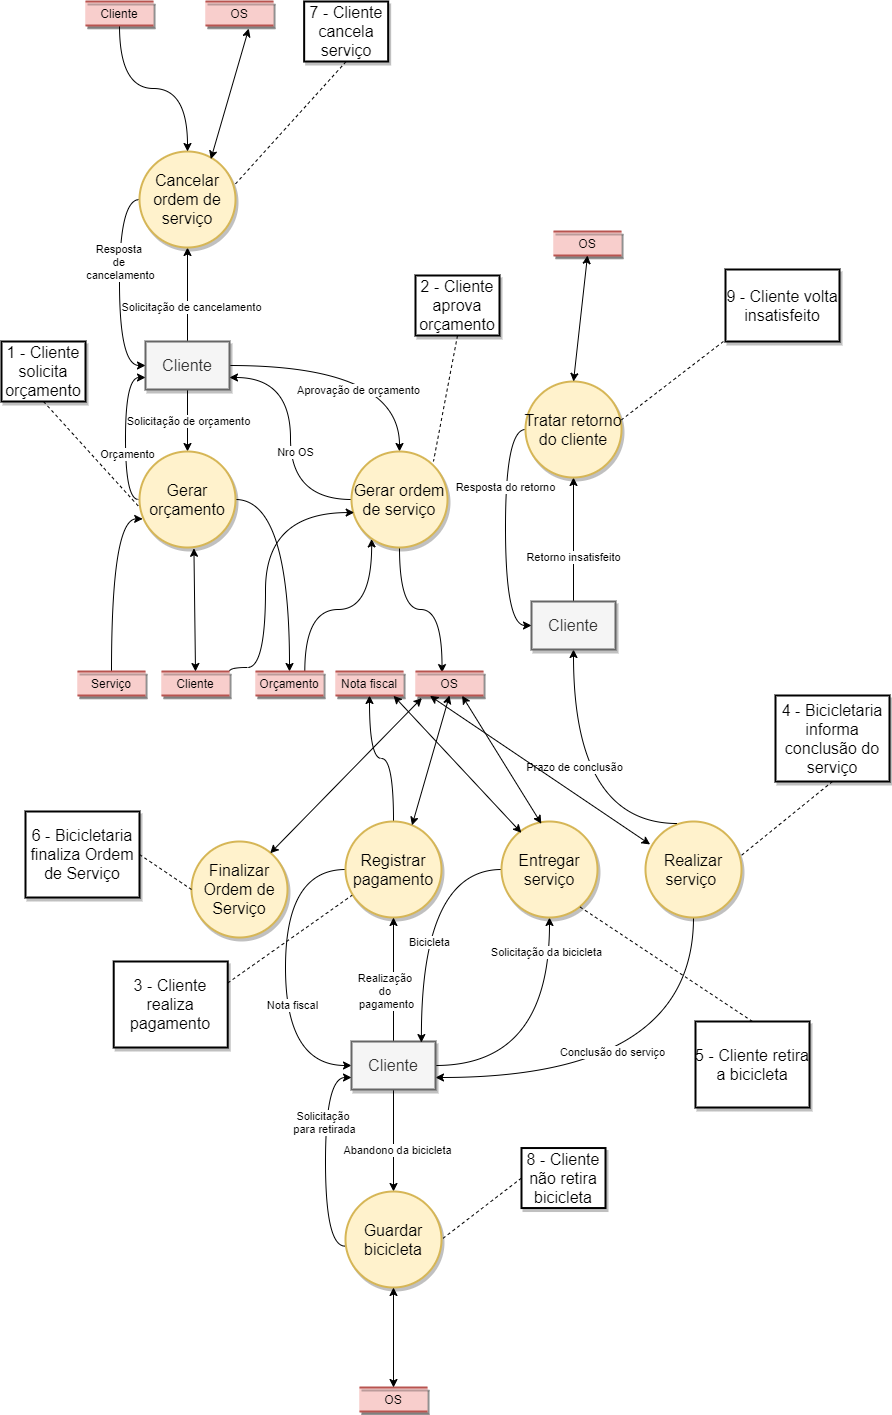 Cliente
OS
7 - Cliente
cancela
serviço
Cancelar
ordem de
serviço
Resposta
de
cancelamento
Solicitação de cancelamento
OS
2 - Cliente
aprova
orçamento
9 - Cliente volta
insatisfeito
1 - Cliente
solicita
orçamento
Cliente
Aprovação de orçamento
Solicitação de orçamento
Orçamento
Nro OS
Tratar retorno
do cliente
Gerar
orçamento
Gerar ordem
de serviço
Resposta do retorno
Retorno insatisfeito
Cliente
Serviço
Cliente
Orçamento
Nota fiscal
OS
4 - Bicicletaria
informa
conclusão do
serviço
Prazo de conclusão
6 - Bicicletaria
finaliza Ordem
de Serviço
Finalizar
Ordem de
Serviço
Registrar
pagamento
Entregar
serviço
Realizar
serviço
Bicicleta
Solicitação da bicicleta
3 - Cliente
realiza
pagamento
Realização
do
pagamento
Nota fiscal
Conclusão do serviço
5 - Cliente retira
a bicicleta
Cliente
Solicitação
para retirada
Abandono da bicicleta
8 - Cliente
não retira
bicicleta
Guardar
bicicleta
OS